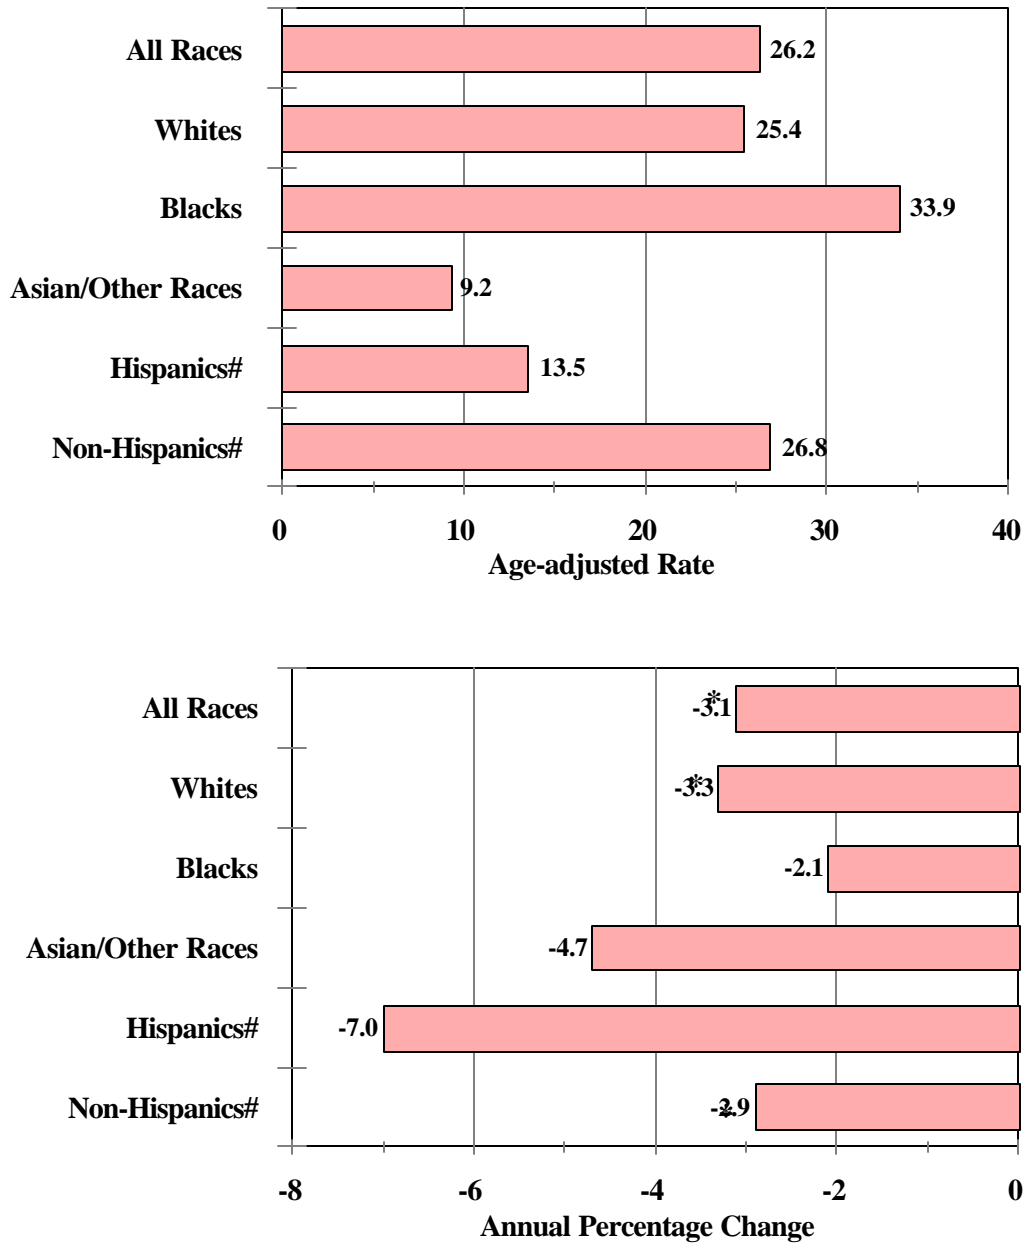 All Races 26.2
Whites 25.4
Blacks 33.9
Asian/Other Races 9.2
Hispanics# 13.5
Non-Hispanics# 26.8
0 10 20 30 40
Age-adjusted Rate
All Races -3.1*
Whites -3.3*
Blacks -2.1
Asian/Other Races -4.7
Hispanics# -7.0
Non-Hispanics# -2.9*
-8 -6 -4 -2 0
Annual Percentage Change